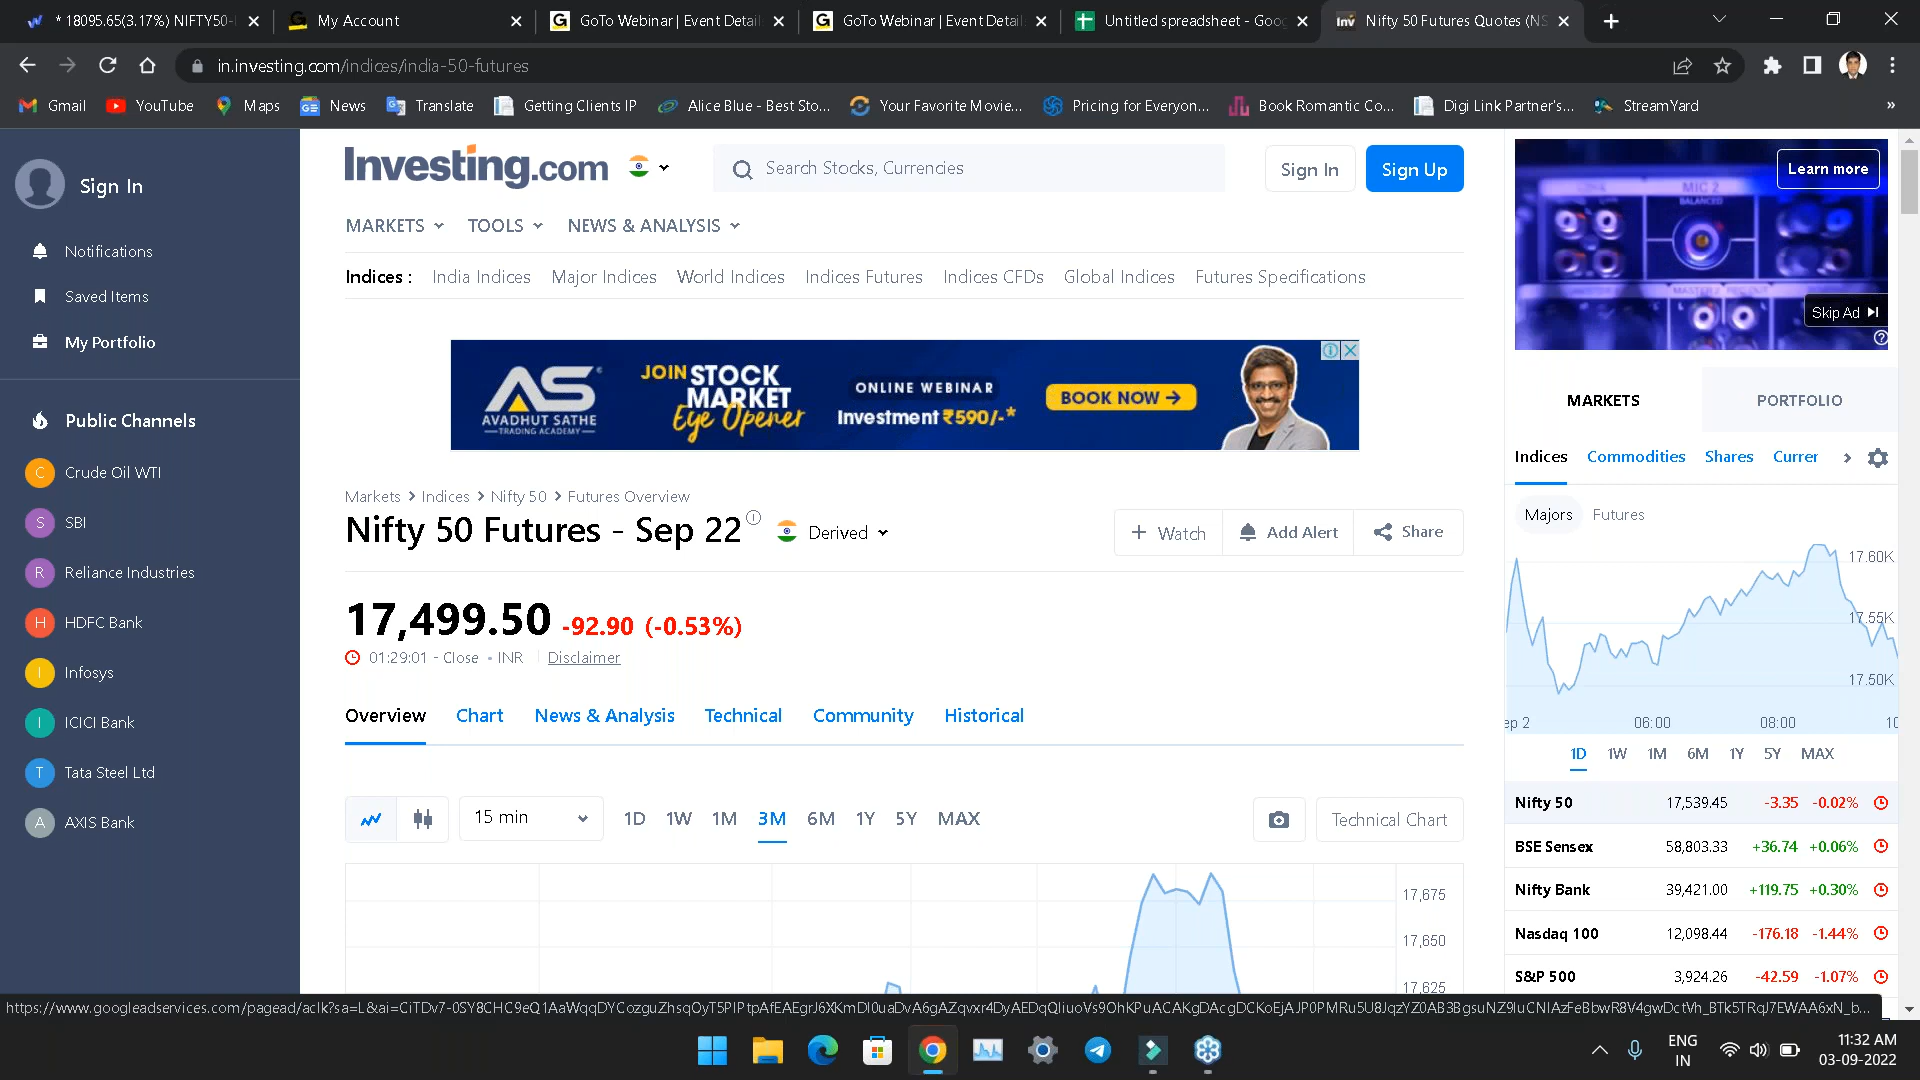 * 18095.65(3.17%) NIFTY50-
My Account
GoTo Webinar | Event Detail
GoTo Webinar | Event Detail
Untitled spreadsheet - Goog
Nifty 50 Futures Quotes (NS
in.investing.com/indices/india-50-futures
Gmail
YouTube
Maps
News
Translate
Getting Clients IP
Alice Blue - Best Sto...
Your Favorite Movie...
Pricing for Everyon...
Book Romantic Co...
Digi Link Partner's...
StreamYard
»
Sign In
Notifications
Saved Items
My Portfolio
Public Channels
C Crude Oil WTI
S SBI
R Reliance Industries
H HDFC Bank
I Infosys
I ICICI Bank
T Tata Steel Ltd
A AXIS Bank
Investing.com
Search Stocks, Currencies
Sign In
Sign Up
MARKETS
TOOLS
NEWS & ANALYSIS
Indices : India Indices Major Indices World Indices Indices Futures Indices CFDs Global Indices Futures Specifications
AS
AVADHUT SATHE
TRADING ACADEMY
JOIN STOCK
MARKET
Eye Opener
ONLINE WEBINAR
Investment ₹590/-*
BOOK NOW →
Markets > Indices > Nifty 50 > Futures Overview
Nifty 50 Futures - Sep 22
Derived
+ Watch
Add Alert
Share
17,499.50 -92.90 (-0.53%)
01:29:01 - Close • INR
Disclaimer
Overview Chart News & Analysis Technical Community Historical
15 min
1D 1W 1M 3M 6M 1Y 5Y MAX
Technical Chart
17,675
17,650
17,625
MIC 2
BALANCED
Learn more
Skip Ad
MARKETS
PORTFOLIO
Indices Commodities Shares Curren
Majors Futures
17.60K
17.55K
17.50K
ep 2 06:00 08:00 10
1D 1W 1M 6M 1Y 5Y MAX
Nifty 50 17,539.45 -3.35 -0.02%
BSE Sensex 58,803.33 +36.74 +0.06%
Nifty Bank 39,421.00 +119.75 +0.30%
Nasdaq 100 12,098.44 -176.18 -1.44%
S&P 500 3,924.26 -42.59 -1.07%
ENG
IN
11:32 AM
03-09-2022